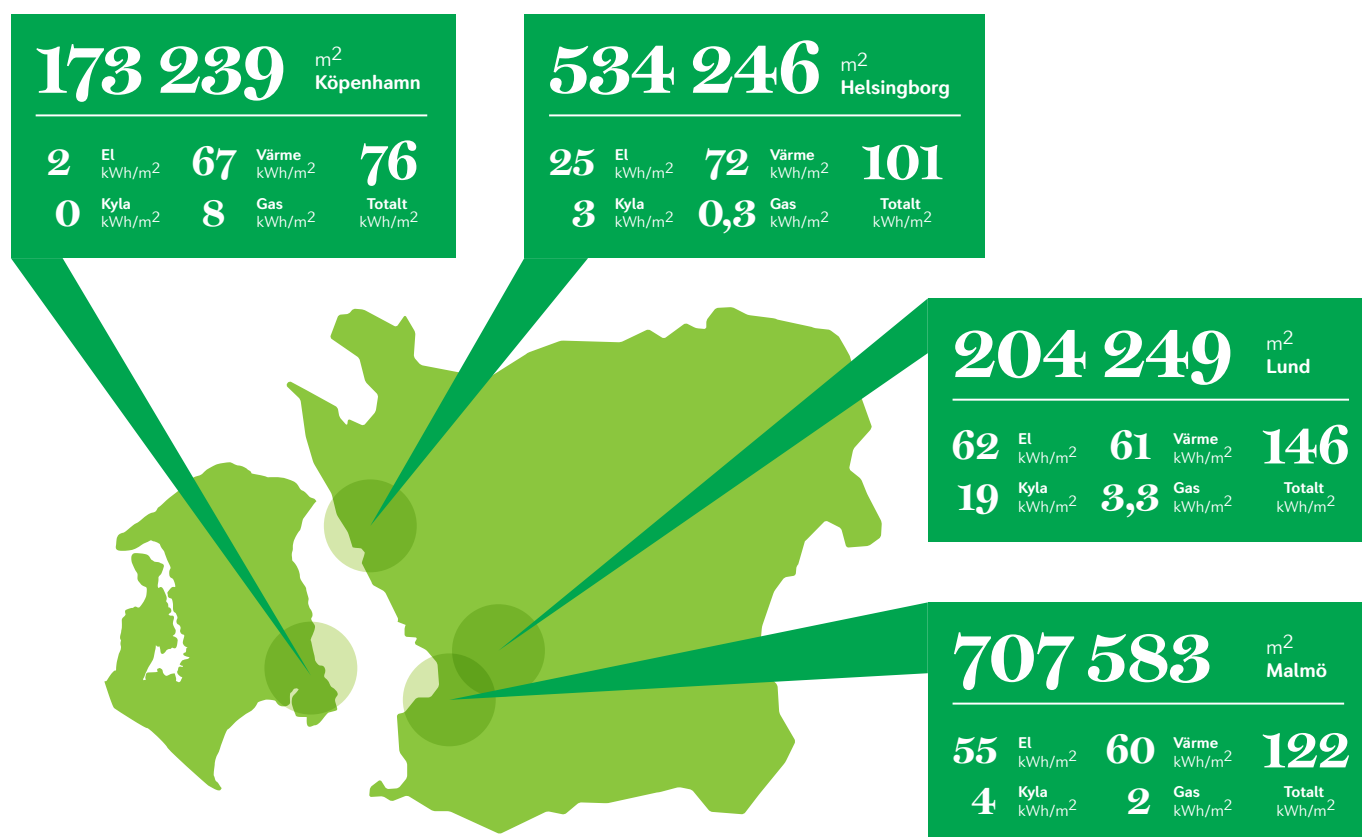 173 239 m² Köpenhamn
2 El kWh/m² 67 Värme kWh/m² 76
0 Kyla kWh/m² 8 Gas kWh/m² Totalt kWh/m²
534 246 m² Helsingborg
25 El kWh/m² 72 Värme kWh/m² 101
3 Kyla kWh/m² 0,3 Gas kWh/m² Totalt kWh/m²
204 249 m² Lund
62 El kWh/m² 61 Värme kWh/m² 146
19 Kyla kWh/m² 3,3 Gas kWh/m² Totalt kWh/m²
707 583 m² Malmö
55 El kWh/m² 60 Värme kWh/m² 122
4 Kyla kWh/m² 2 Gas kWh/m² Totalt kWh/m²